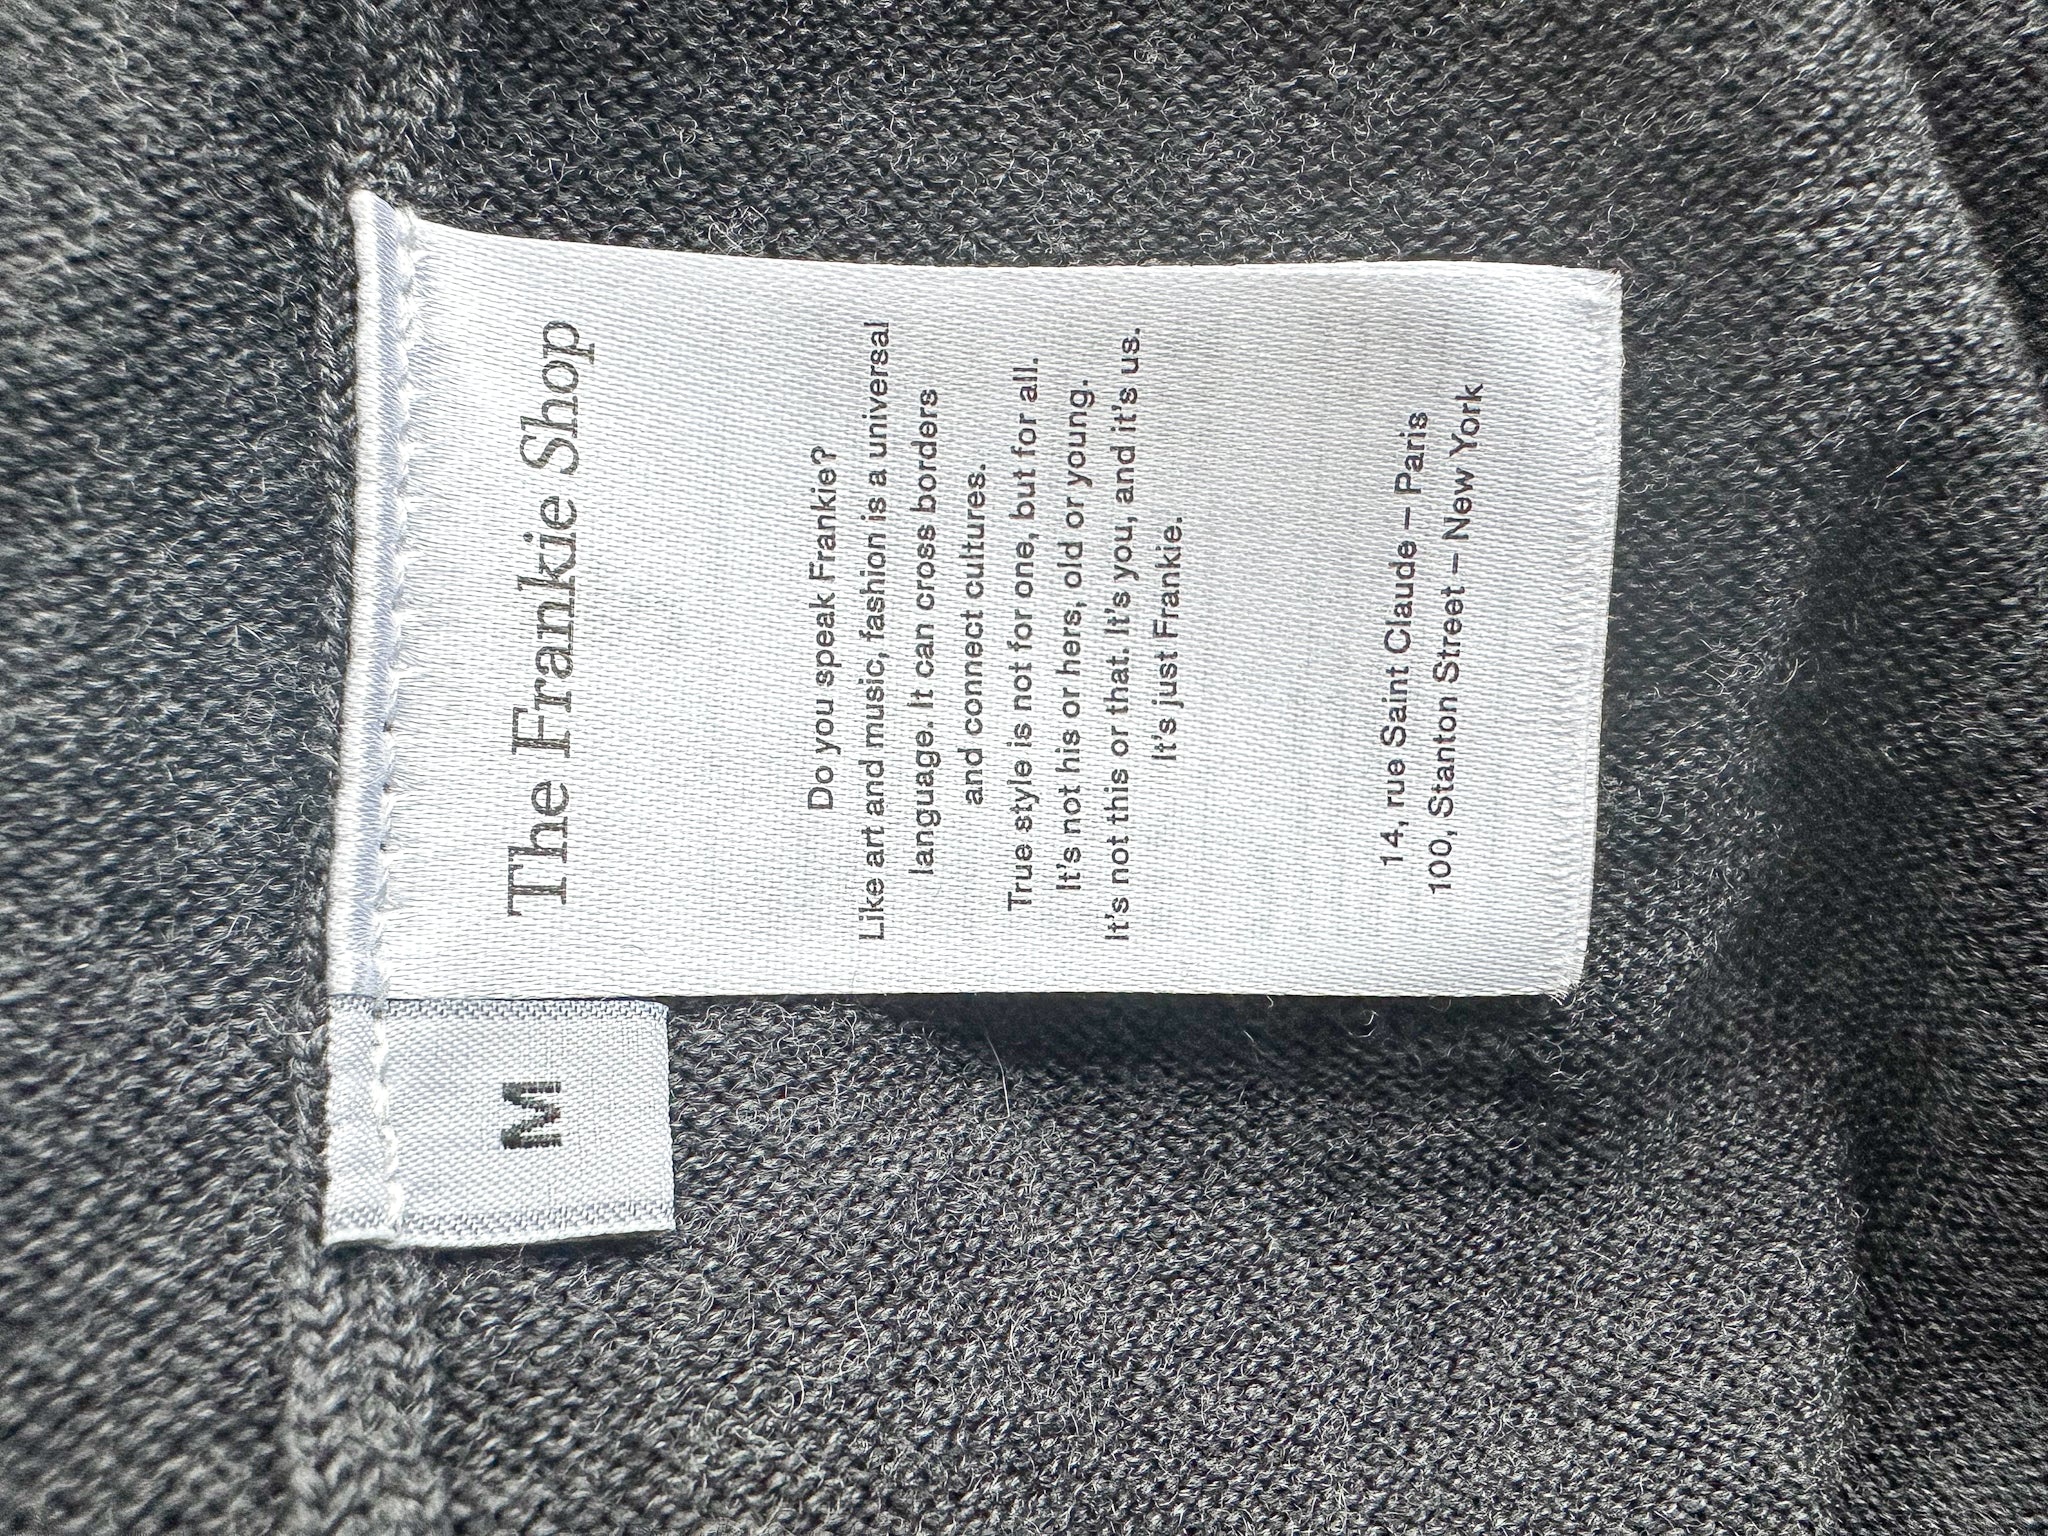 The Frankie Shop
Do you speak Frankie?
Like art and music, fashion is a universal
language. It can cross borders
and connect cultures.
True style is not for one, but for all.
It's not his or hers, old or young.
It's not this or that. It's you, and it's us.
It's just Frankie.
14, rue Saint Claude – Paris
100, Stanton Street – New York
M